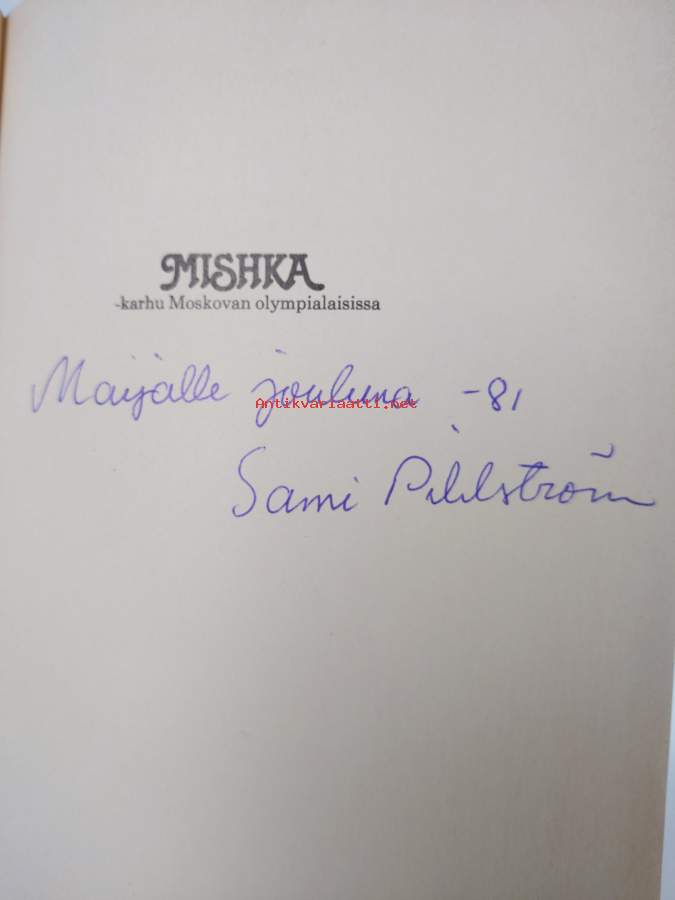 MISHKA
-karhu Moskovan olympialaisissa
Maijalle jouluna -81
Antikvariaatti.net
Sami Pihlström